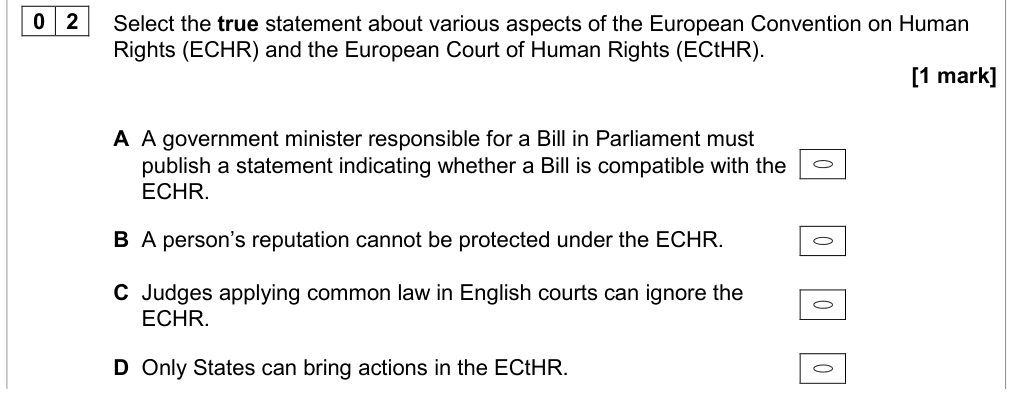 0 2 Select the true statement about various aspects of the European Convention on Human
Rights (ECHR) and the European Court of Human Rights (ECtHR).
[1 mark]
A A government minister responsible for a Bill in Parliament must
publish a statement indicating whether a Bill is compatible with the
ECHR.
B A person’s reputation cannot be protected under the ECHR.
C Judges applying common law in English courts can ignore the
ECHR.
D Only States can bring actions in the ECtHR.